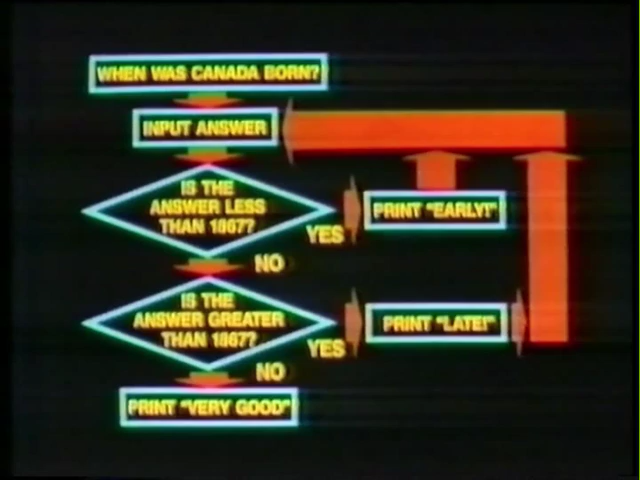 WHEN WAS CANADA BORN?
INPUT ANSWER
IS THE
ANSWER LESS
THAN 1867?
YES
PRINT "EARLY!"
NO
IS THE
ANSWER GREATER
THAN 1867?
YES
PRINT "LATE!"
NO
PRINT "VERY GOOD"